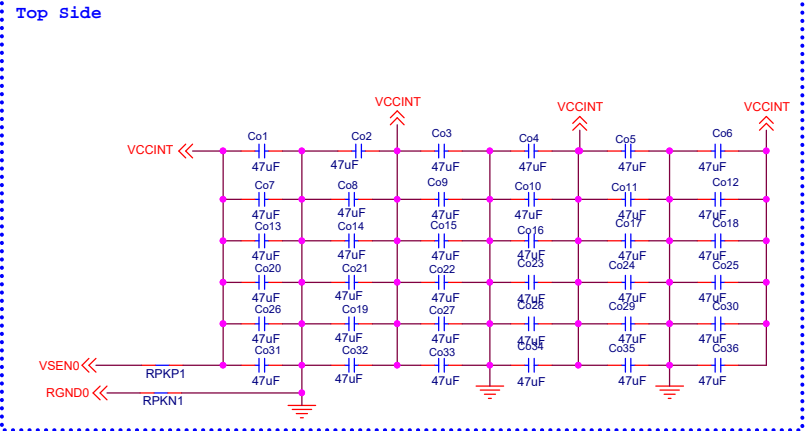 Top Side
VCCINT VCCINT VCCINT
VCCINT Co1 Co2 Co3 Co4 Co5 Co6
47uF 47uF 47uF 47uF 47uF 47uF
Co7 Co8 Co9 Co10 Co11 Co12
47uF 47uF 47uF 47uF 47uF 47uF
Co13 Co14 Co15 Co16 Co17 Co18
47uF 47uF 47uF 47uF 47uF 47uF
Co20 Co21 Co22 Co23 Co24 Co25
47uF 47uF 47uF 47uF 47uF 47uF
Co26 Co19 Co27 Co28 Co29 Co30
47uF 47uF 47uF 47uF 47uF 47uF
Co31 Co32 Co33 Co34 Co35 Co36
VSEN0 RPKP1 47uF 47uF 47uF 47uF 47uF 47uF
RGND0 RPKN1